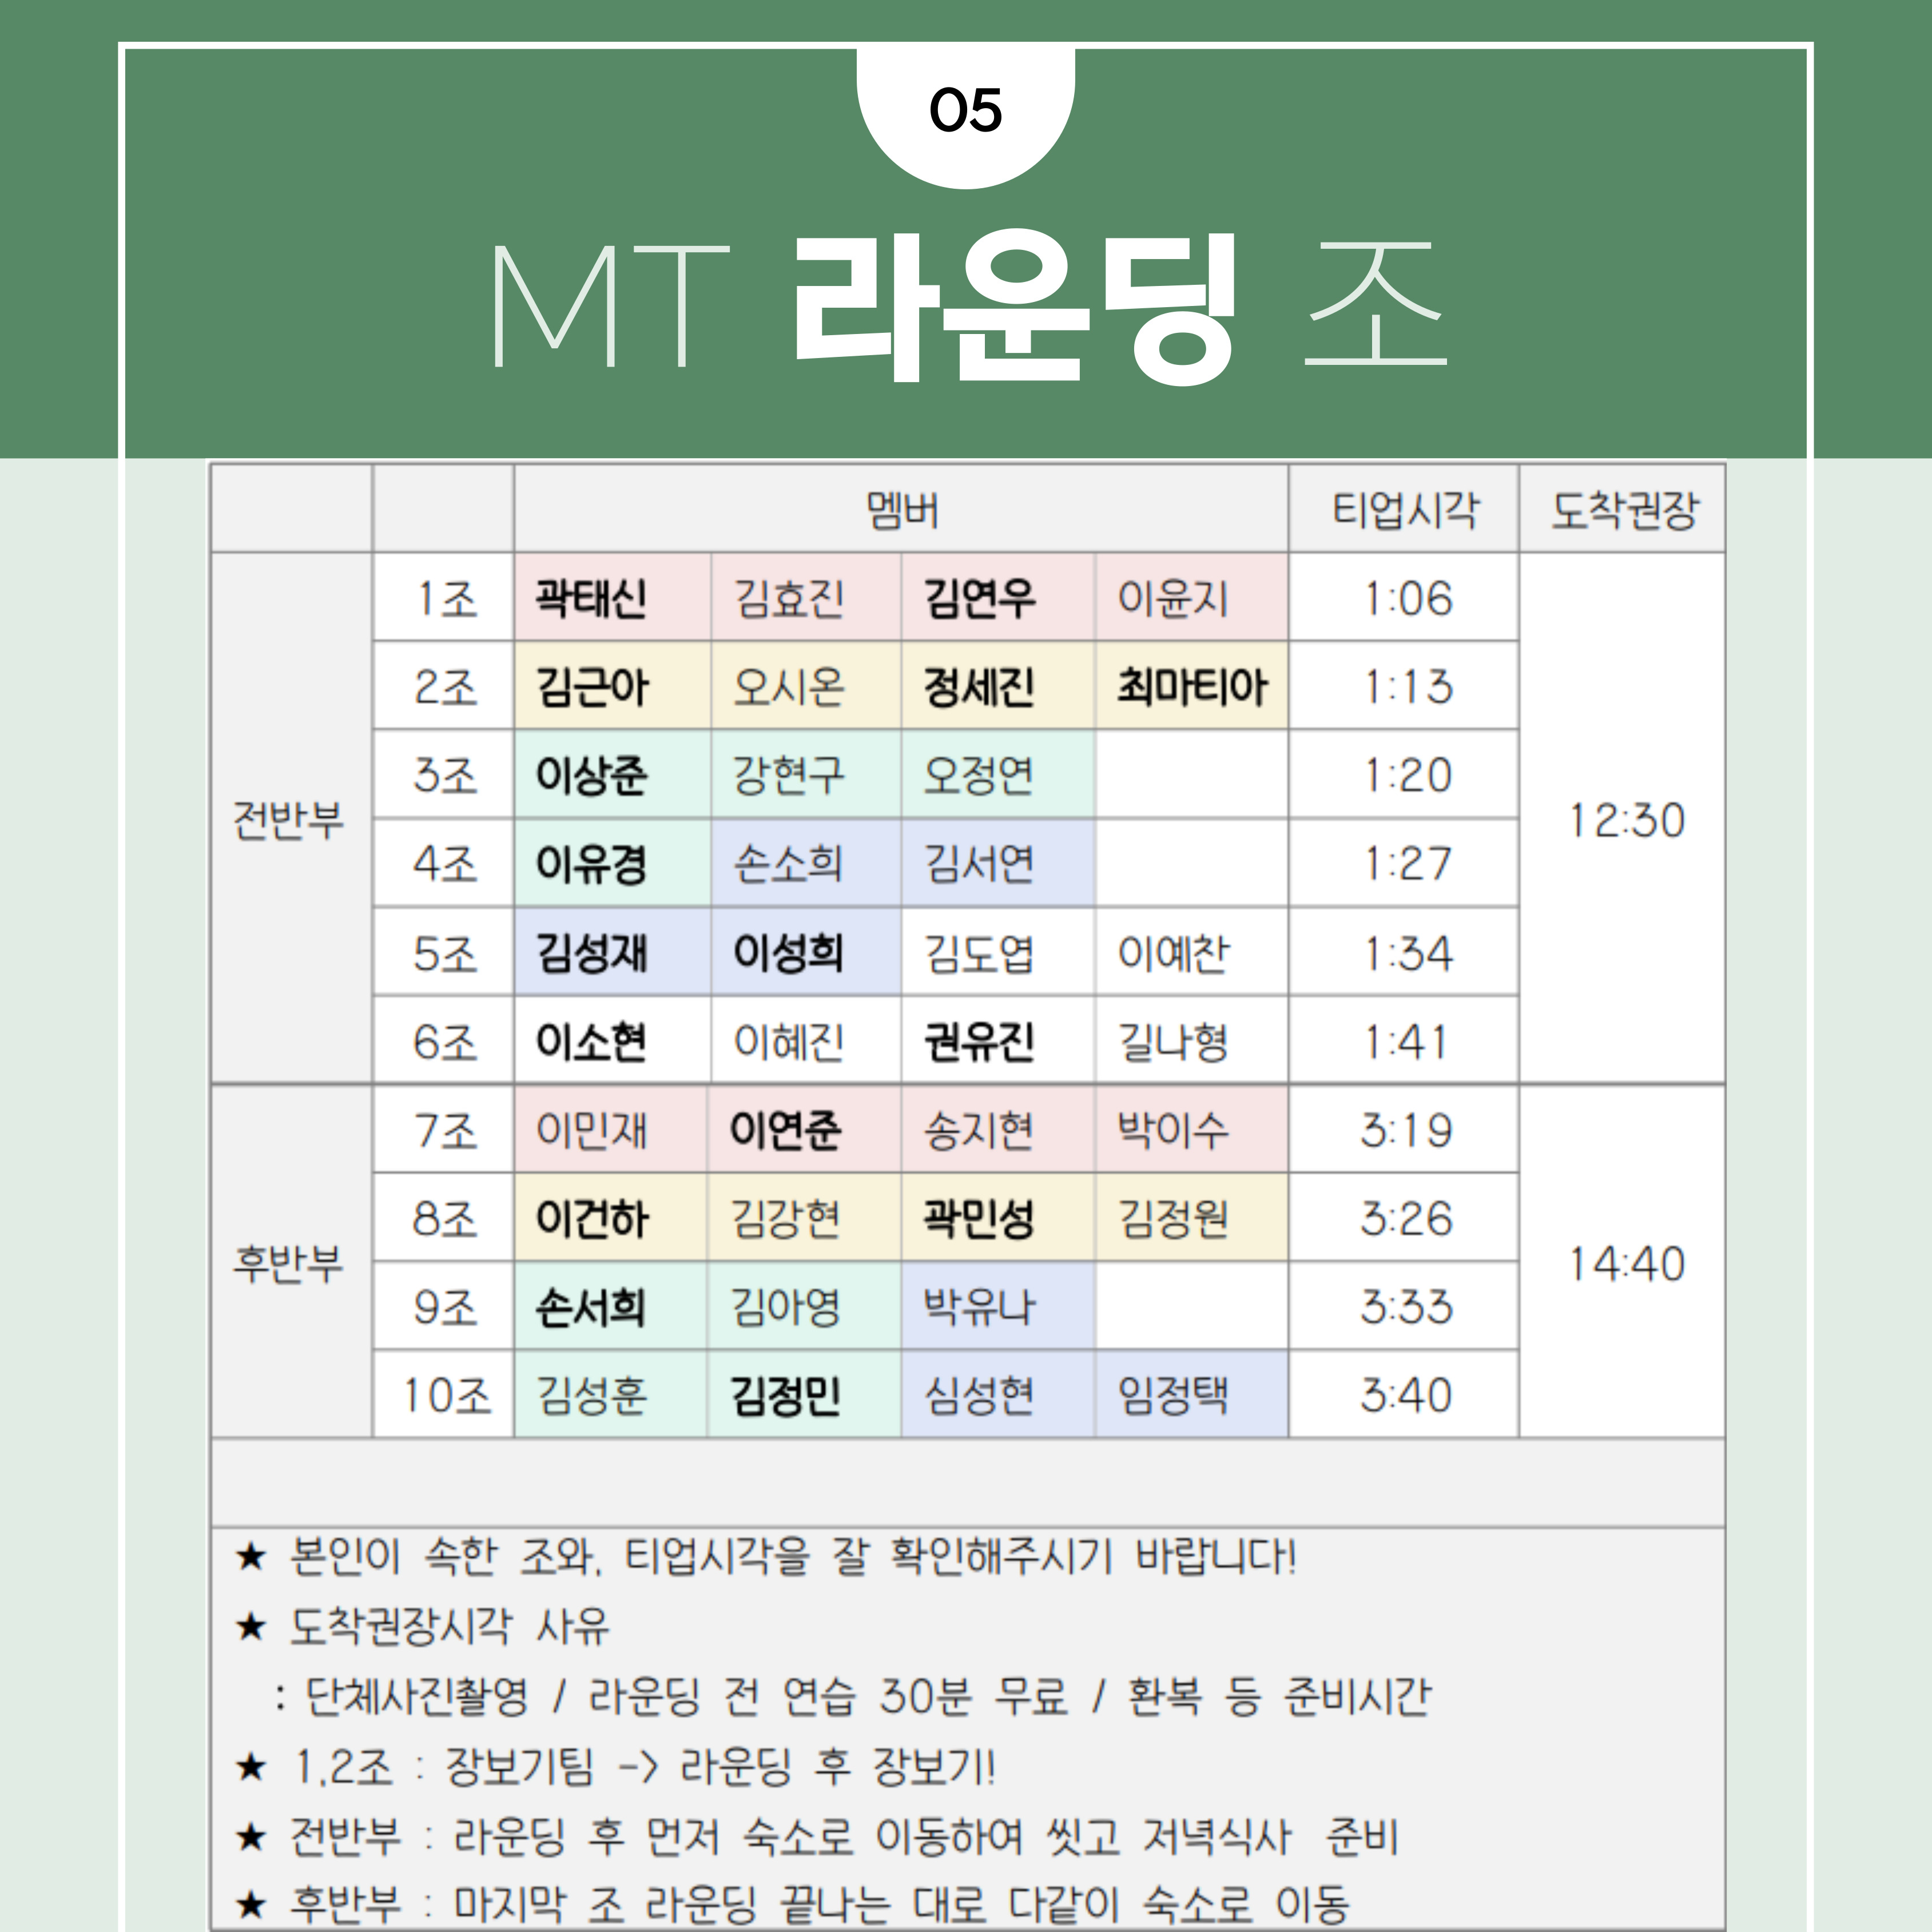 05
MT 라운딩 조
멤버 티업시각 도착권장
전반부 12:30
1조 곽태신 김효진 김연우 이윤지 1:06
2조 김근아 오시온 정세진 최마티아 1:13
3조 이상준 강현구 오정연 1:20
4조 이유경 손소희 김서연 1:27
5조 김성재 이성희 김도엽 이예찬 1:34
6조 이소현 이혜진 권유진 길나형 1:41
후반부 14:40
7조 이민재 이연준 송지현 박이수 3:19
8조 이건하 김강현 곽민성 김정원 3:26
9조 손서희 김아영 박유나 3:33
10조 김성훈 김정민 심성현 임정택 3:40
★ 본인이 속한 조와, 티업시각을 잘 확인해주시기 바랍니다!
★ 도착권장시각 사유
: 단체사진촬영 / 라운딩 전 연습 30분 무료 / 환복 등 준비시간
★ 1,2조 : 장보기팀 -> 라운딩 후 장보기!
★ 전반부 : 라운딩 후 먼저 숙소로 이동하여 씻고 저녁식사 준비
★ 후반부 : 마지막 조 라운딩 끝나는 대로 다같이 숙소로 이동